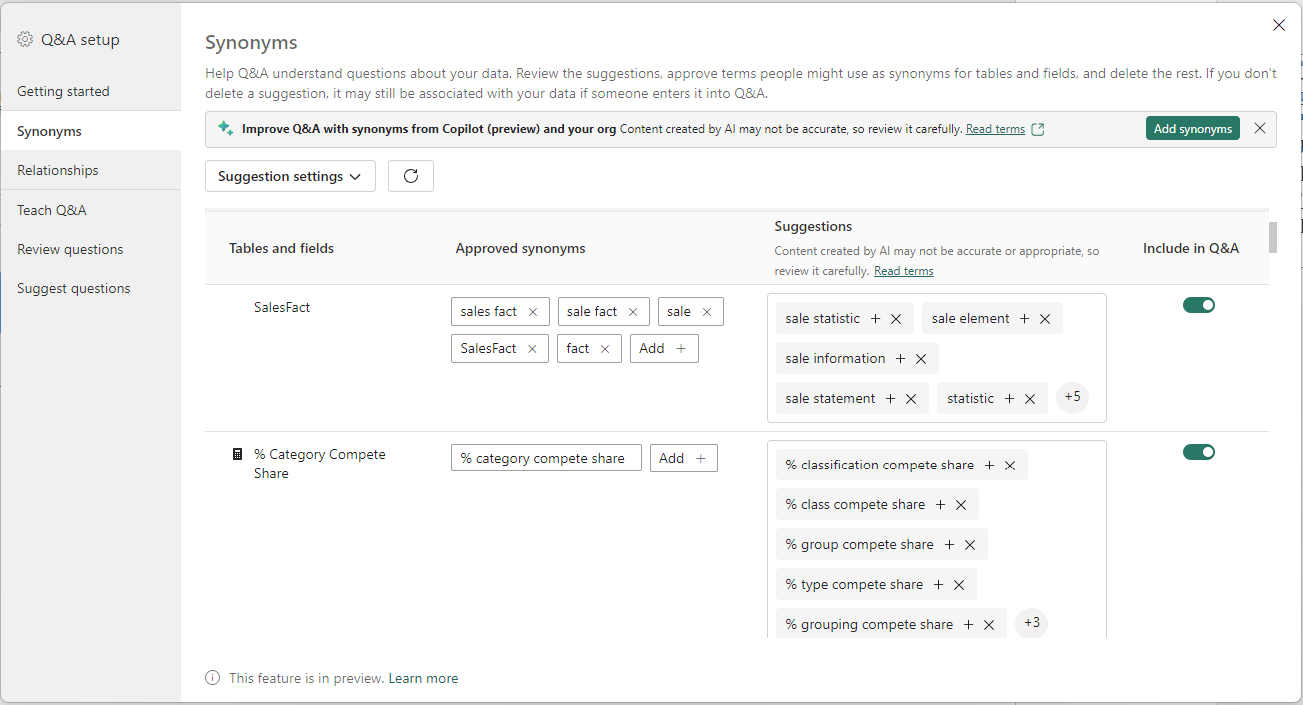 Q&A setup
Getting started
Synonyms
Relationships
Teach Q&A
Review questions
Suggest questions
Synonyms
Help Q&A understand questions about your data. Review the suggestions, approve terms people might use as synonyms for tables and fields, and delete the rest. If you don't
delete a suggestion, it may still be associated with your data if someone enters it into Q&A.
Improve Q&A with synonyms from Copilot (preview) and your org Content created by AI may not be accurate, so review it carefully. Read terms
Add synonyms
Suggestion settings
Tables and fields
Approved synonyms
Suggestions
Content created by AI may not be accurate or appropriate, so
review it carefully. Read terms
Include in Q&A
SalesFact
sales fact
sale fact
sale
SalesFact
fact
Add +
sale statistic +
sale element +
sale information +
sale statement +
statistic +
+5
% Category Compete
Share
% category compete share
Add +
% classification compete share +
% class compete share +
% group compete share +
% type compete share +
% grouping compete share +
+3
This feature is in preview. Learn more